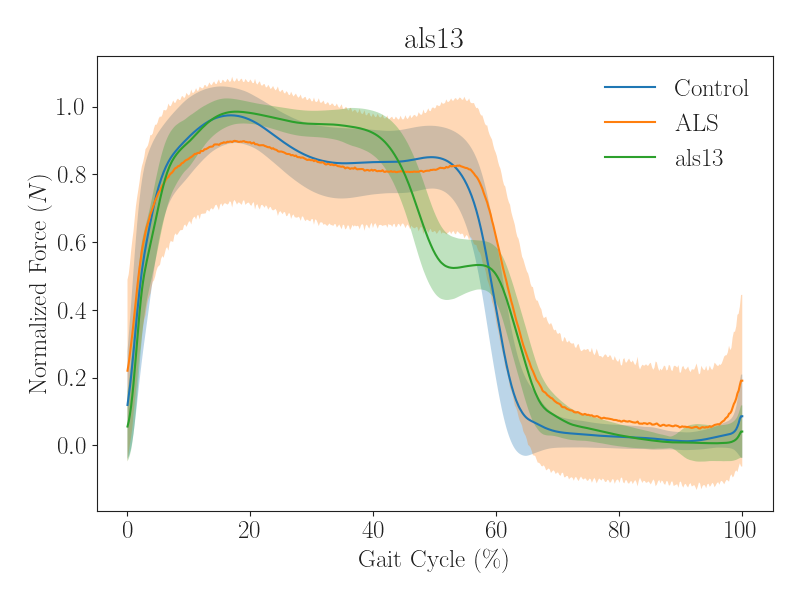 als13
Control
ALS
als13
Normalized Force (N)
1.0
0.8
0.6
0.4
0.2
0.0
0 20 40 60 80 100
Gait Cycle (%)